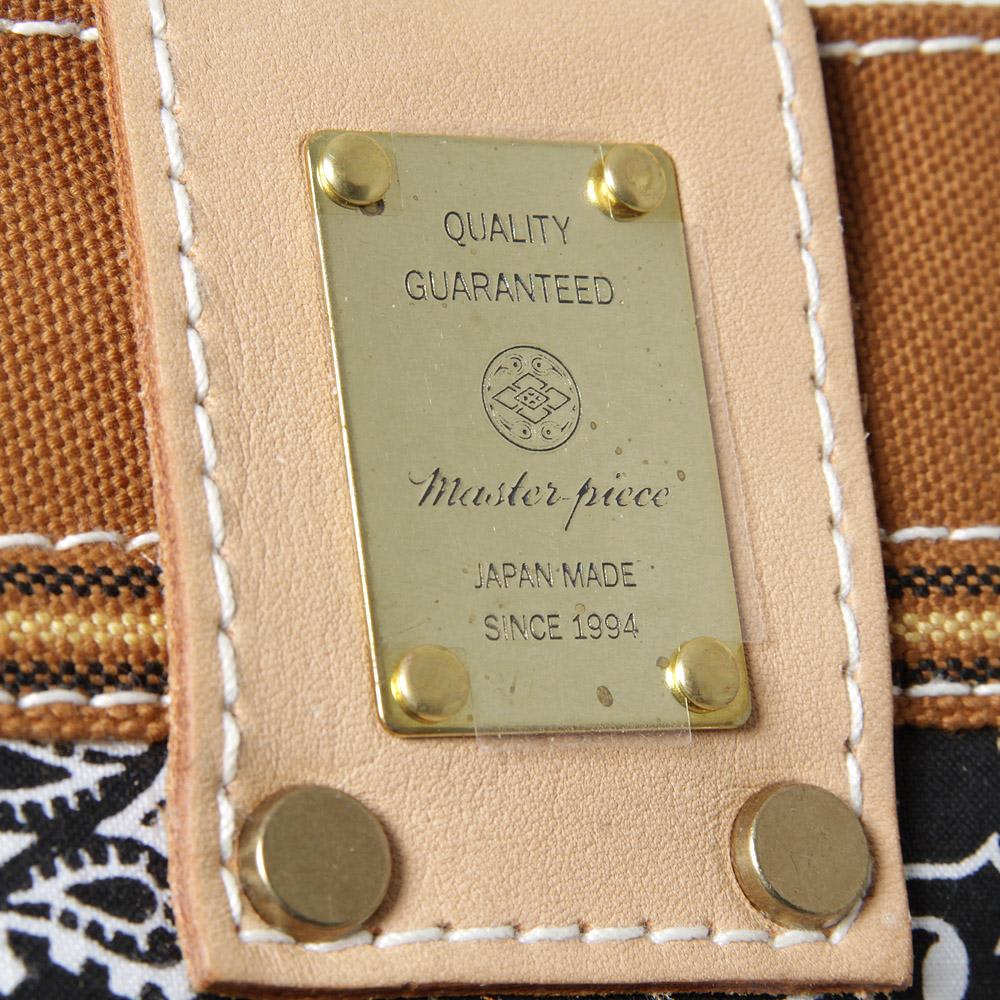 QUALITY
GUARANTEED
Master-piece
JAPAN MADE
SINCE 1994